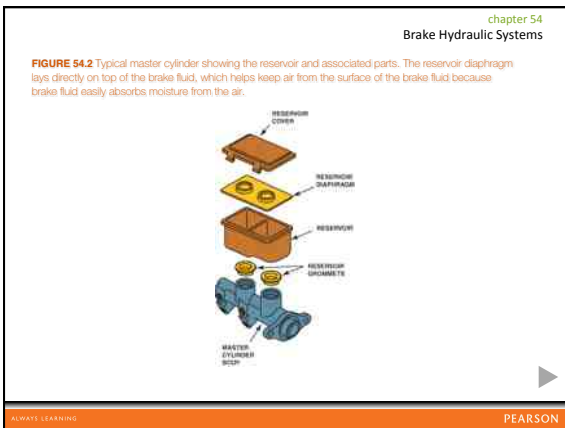 chapter 54
Brake Hydraulic Systems
FIGURE 54.2 Typical master cylinder showing the reservoir and associated parts. The reservoir diaphragm
lays directly on top of the brake fluid, which helps keep air from the surface of the brake fluid because
brake fluid easily absorbs moisture from the air.
RESERVOIR
COVER
RESERVOIR
DIAPHRAGM
RESERVOIR
RESERVOIR
GROMMETS
MASTER
CYLINDER
BODY
ALWAYS LEARNING
PEARSON